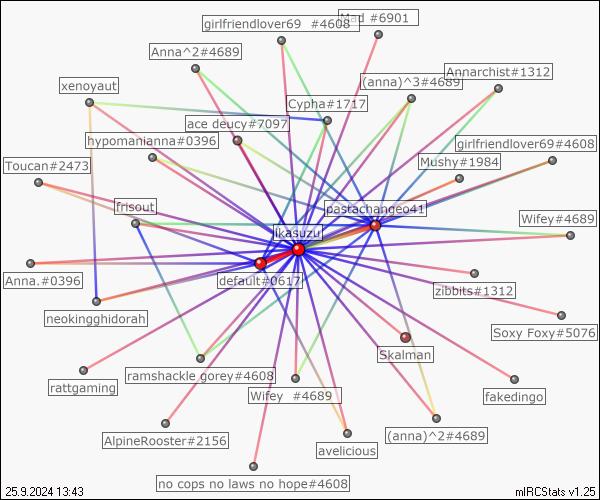 girlfriendlover69  #4608
Mad #6901
Anna^2#4689
Annarchist#1312
xenoyaut
(anna)^3#4689
Cypha#1717
ace deucy#7097
hypomanianna#0396
girlfriendlover69#4608
Mushy#1984
Toucan#2473
frisout
pastachangeo41
Wifey#4689
ikasuzu
Anna.#0396
default#0617
zibbits#1312
neokingghidorah
Soxy Foxy#5076
Skalman
rattgaming
ramshackle gorey#4608
fakedingo
Wifey  #4689
AlpineRooster#2156
avelicious
(anna)^2#4689
no cops no laws no hope#4608
25.9.2024 13:43
mIRCStats v1.25